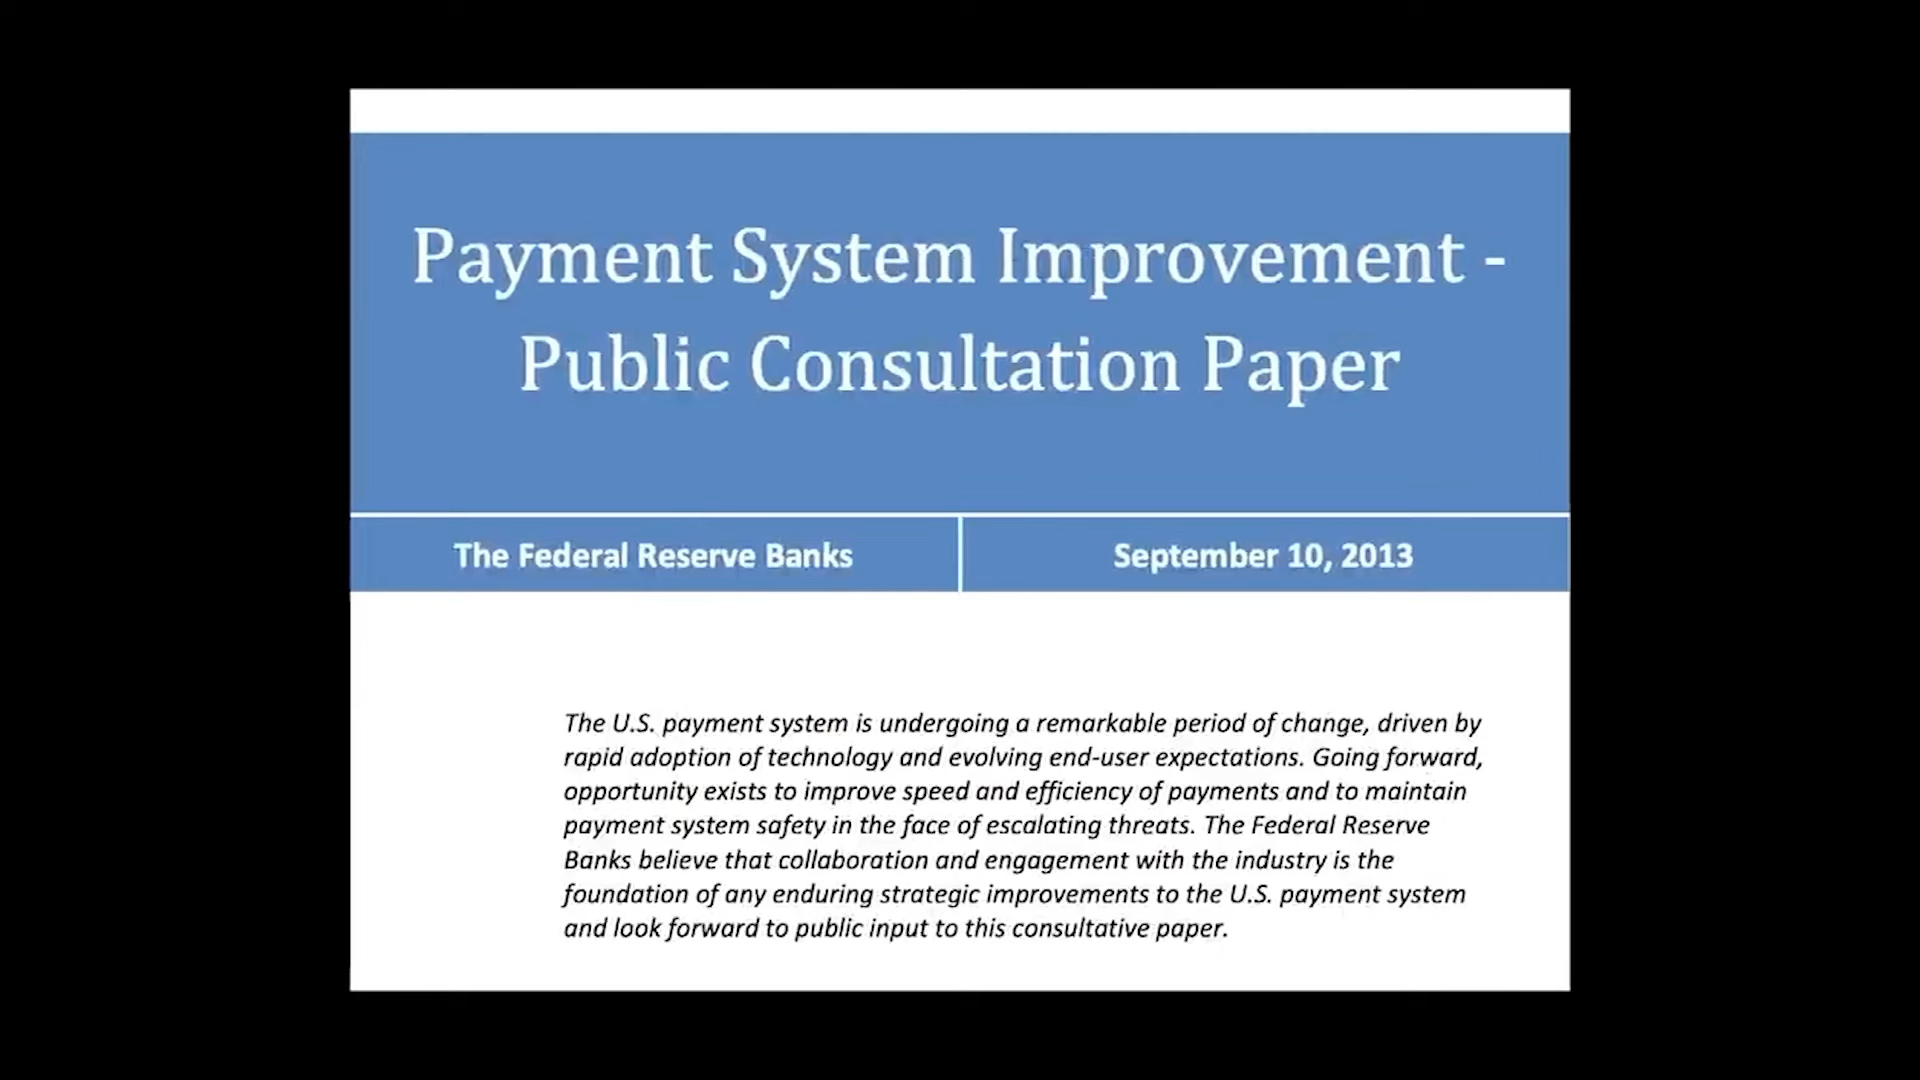 Payment System Improvement -
Public Consultation Paper
The Federal Reserve Banks
September 10, 2013
The U.S. payment system is undergoing a remarkable period of change, driven by
rapid adoption of technology and evolving end-user expectations. Going forward,
opportunity exists to improve speed and efficiency of payments and to maintain
payment system safety in the face of escalating threats. The Federal Reserve
Banks believe that collaboration and engagement with the industry is the
foundation of any enduring strategic improvements to the U.S. payment system
and look forward to public input to this consultative paper.